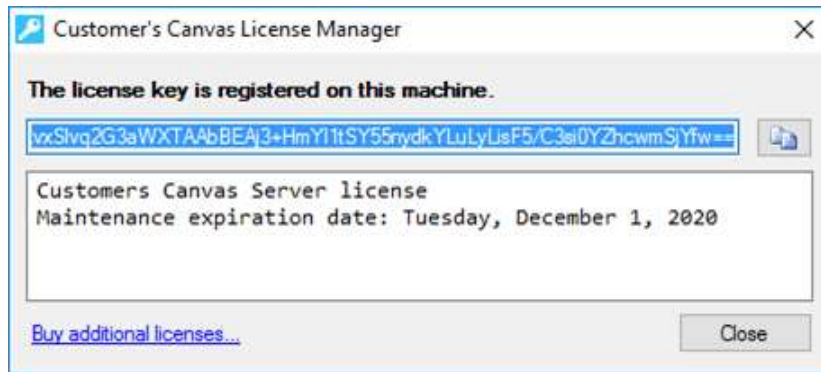 Customer's Canvas License Manager
The license key is registered on this machine.
Customers Canvas Server license
Maintenance expiration date: Tuesday, December 1, 2020
Buy additional licenses...
Close